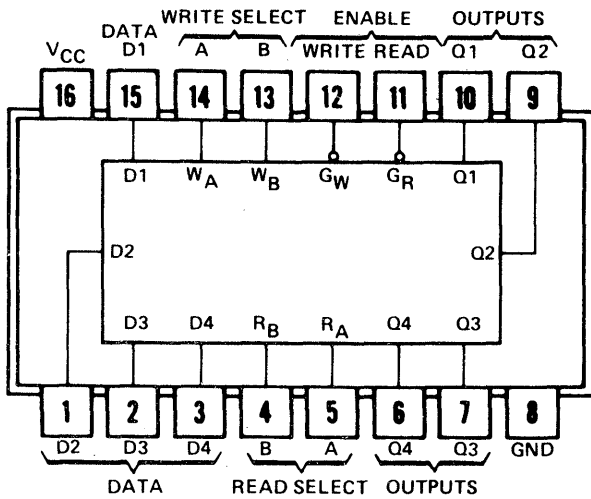 WRITE SELECT ENABLE OUTPUTS
VCC DATA D1 A B WRITE READ Q1 Q2
16 15 14 13 12 11 10 9
D1 WA WB GW GR Q1
D2 Q2
D3 D4 RB RA Q4 Q3
1 2 3 4 5 6 7 8
D2 D3 D4 B A Q4 Q3 GND
DATA READ SELECT OUTPUTS